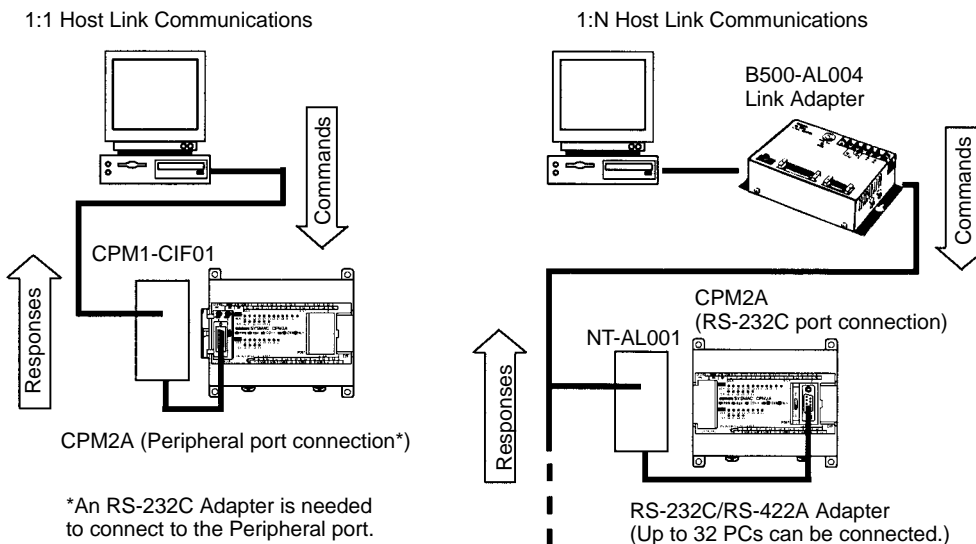 1:1 Host Link Communications
Commands
CPM1-CIF01
Responses
CPM2A (Peripheral port connection*)
*An RS-232C Adapter is needed
to connect to the Peripheral port.
1:N Host Link Communications
B500-AL004
Link Adapter
Commands
CPM2A
(RS-232C port connection)
NT-AL001
Responses
RS-232C/RS-422A Adapter
(Up to 32 PCs can be connected.)